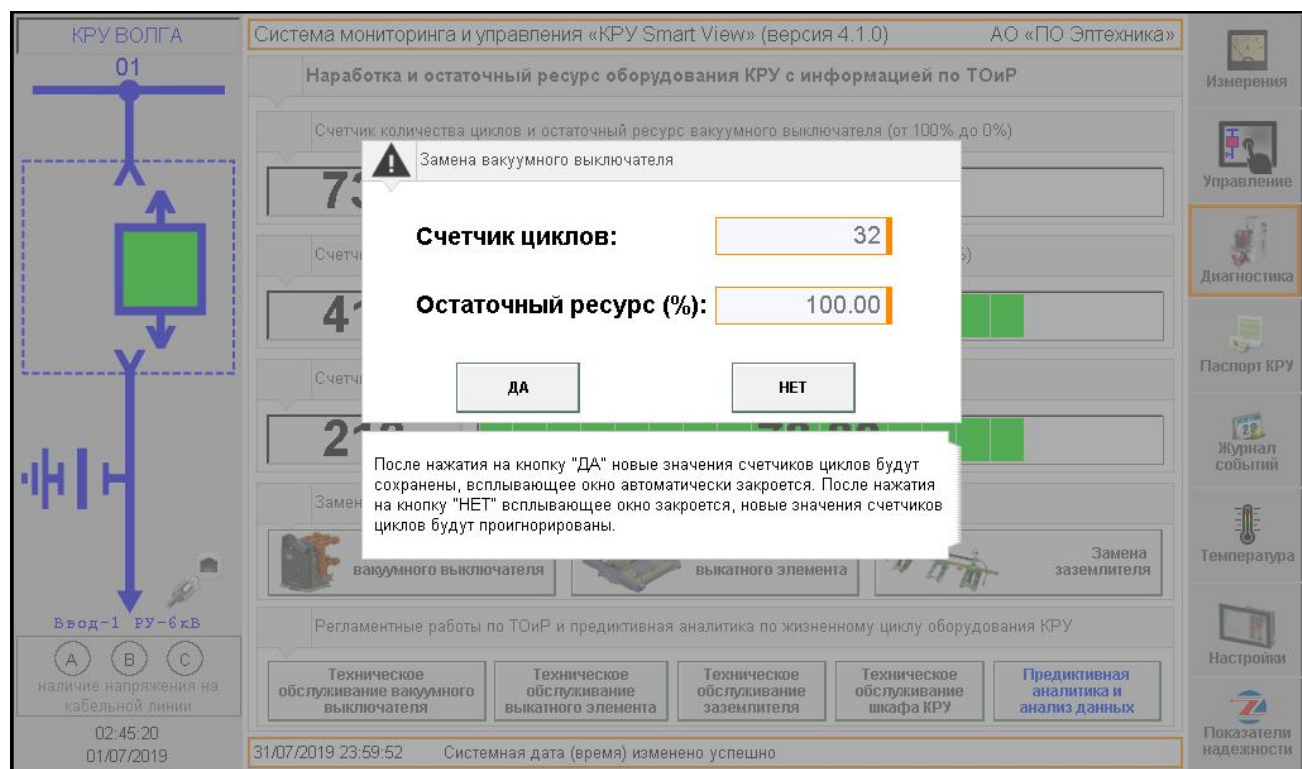 КРУ ВОЛГА
01
Ввод-1 РУ-6кВ
A B C
наличие напряжения на
кабельной линии
02:45:20
01/07/2019
Система мониторинга и управления «КРУ Smart View» (версия 4.1.0) АО «ПО Элтехника»
Наработка и остаточный ресурс оборудования КРУ с информацией по ТОиР
Счетчик количества циклов и остаточный ресурс вакуумного выключателя (от 100% до 0%)
Замена вакуумного выключателя
Счетчик циклов: 32
Остаточный ресурс (%): 100.00
ДА НЕТ
После нажатия на кнопку "ДА" новые значения счетчиков циклов будут
сохранены, всплывающее окно автоматически закроется. После нажатия
на кнопку "НЕТ" всплывающее окно закроется, новые значения счетчиков
циклов будут проигнорированы.
вакуумного выключателя
выкатного элемента
Замена
заземлителя
Регламентные работы по ТОиР и предиктивная аналитика по жизненному циклу оборудования КРУ
Техническое
обслуживание вакуумного
выключателя
Техническое
обслуживание
выкатного элемента
Техническое
обслуживание
заземлителя
Техническое
обслуживание
шкафа КРУ
Предиктивная
аналитика и
анализ данных
31/07/2019 23:59:52 Системная дата (время) изменено успешно
Измерения
Управление
Диагностика
Паспорт КРУ
29
Журнал
событий
Температура
Настройки
Показатели
надежности